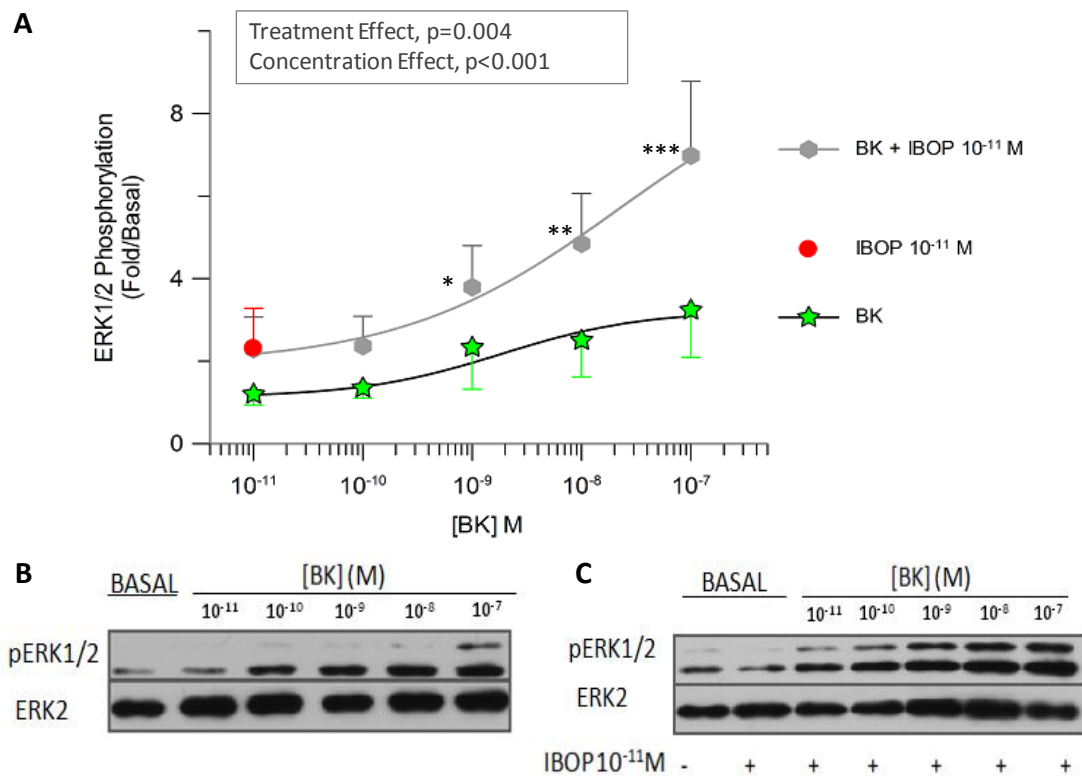 A
Treatment Effect, p=0.004
Concentration Effect, p<0.001
ERK1/2 Phosphorylation
(Fold/Basal)
8
4
0
*
**
***
BK + IBOP 10⁻¹¹ M
IBOP 10⁻¹¹ M
BK
10⁻¹¹ 10⁻¹⁰ 10⁻⁹ 10⁻⁸ 10⁻⁷
[BK] M
B
BASAL [BK] (M)
10⁻¹¹ 10⁻¹⁰ 10⁻⁹ 10⁻⁸ 10⁻⁷
pERK1/2
ERK2
C
BASAL [BK] (M)
10⁻¹¹ 10⁻¹⁰ 10⁻⁹ 10⁻⁸ 10⁻⁷
pERK1/2
ERK2
IBOP10⁻¹¹M - + + + + + +